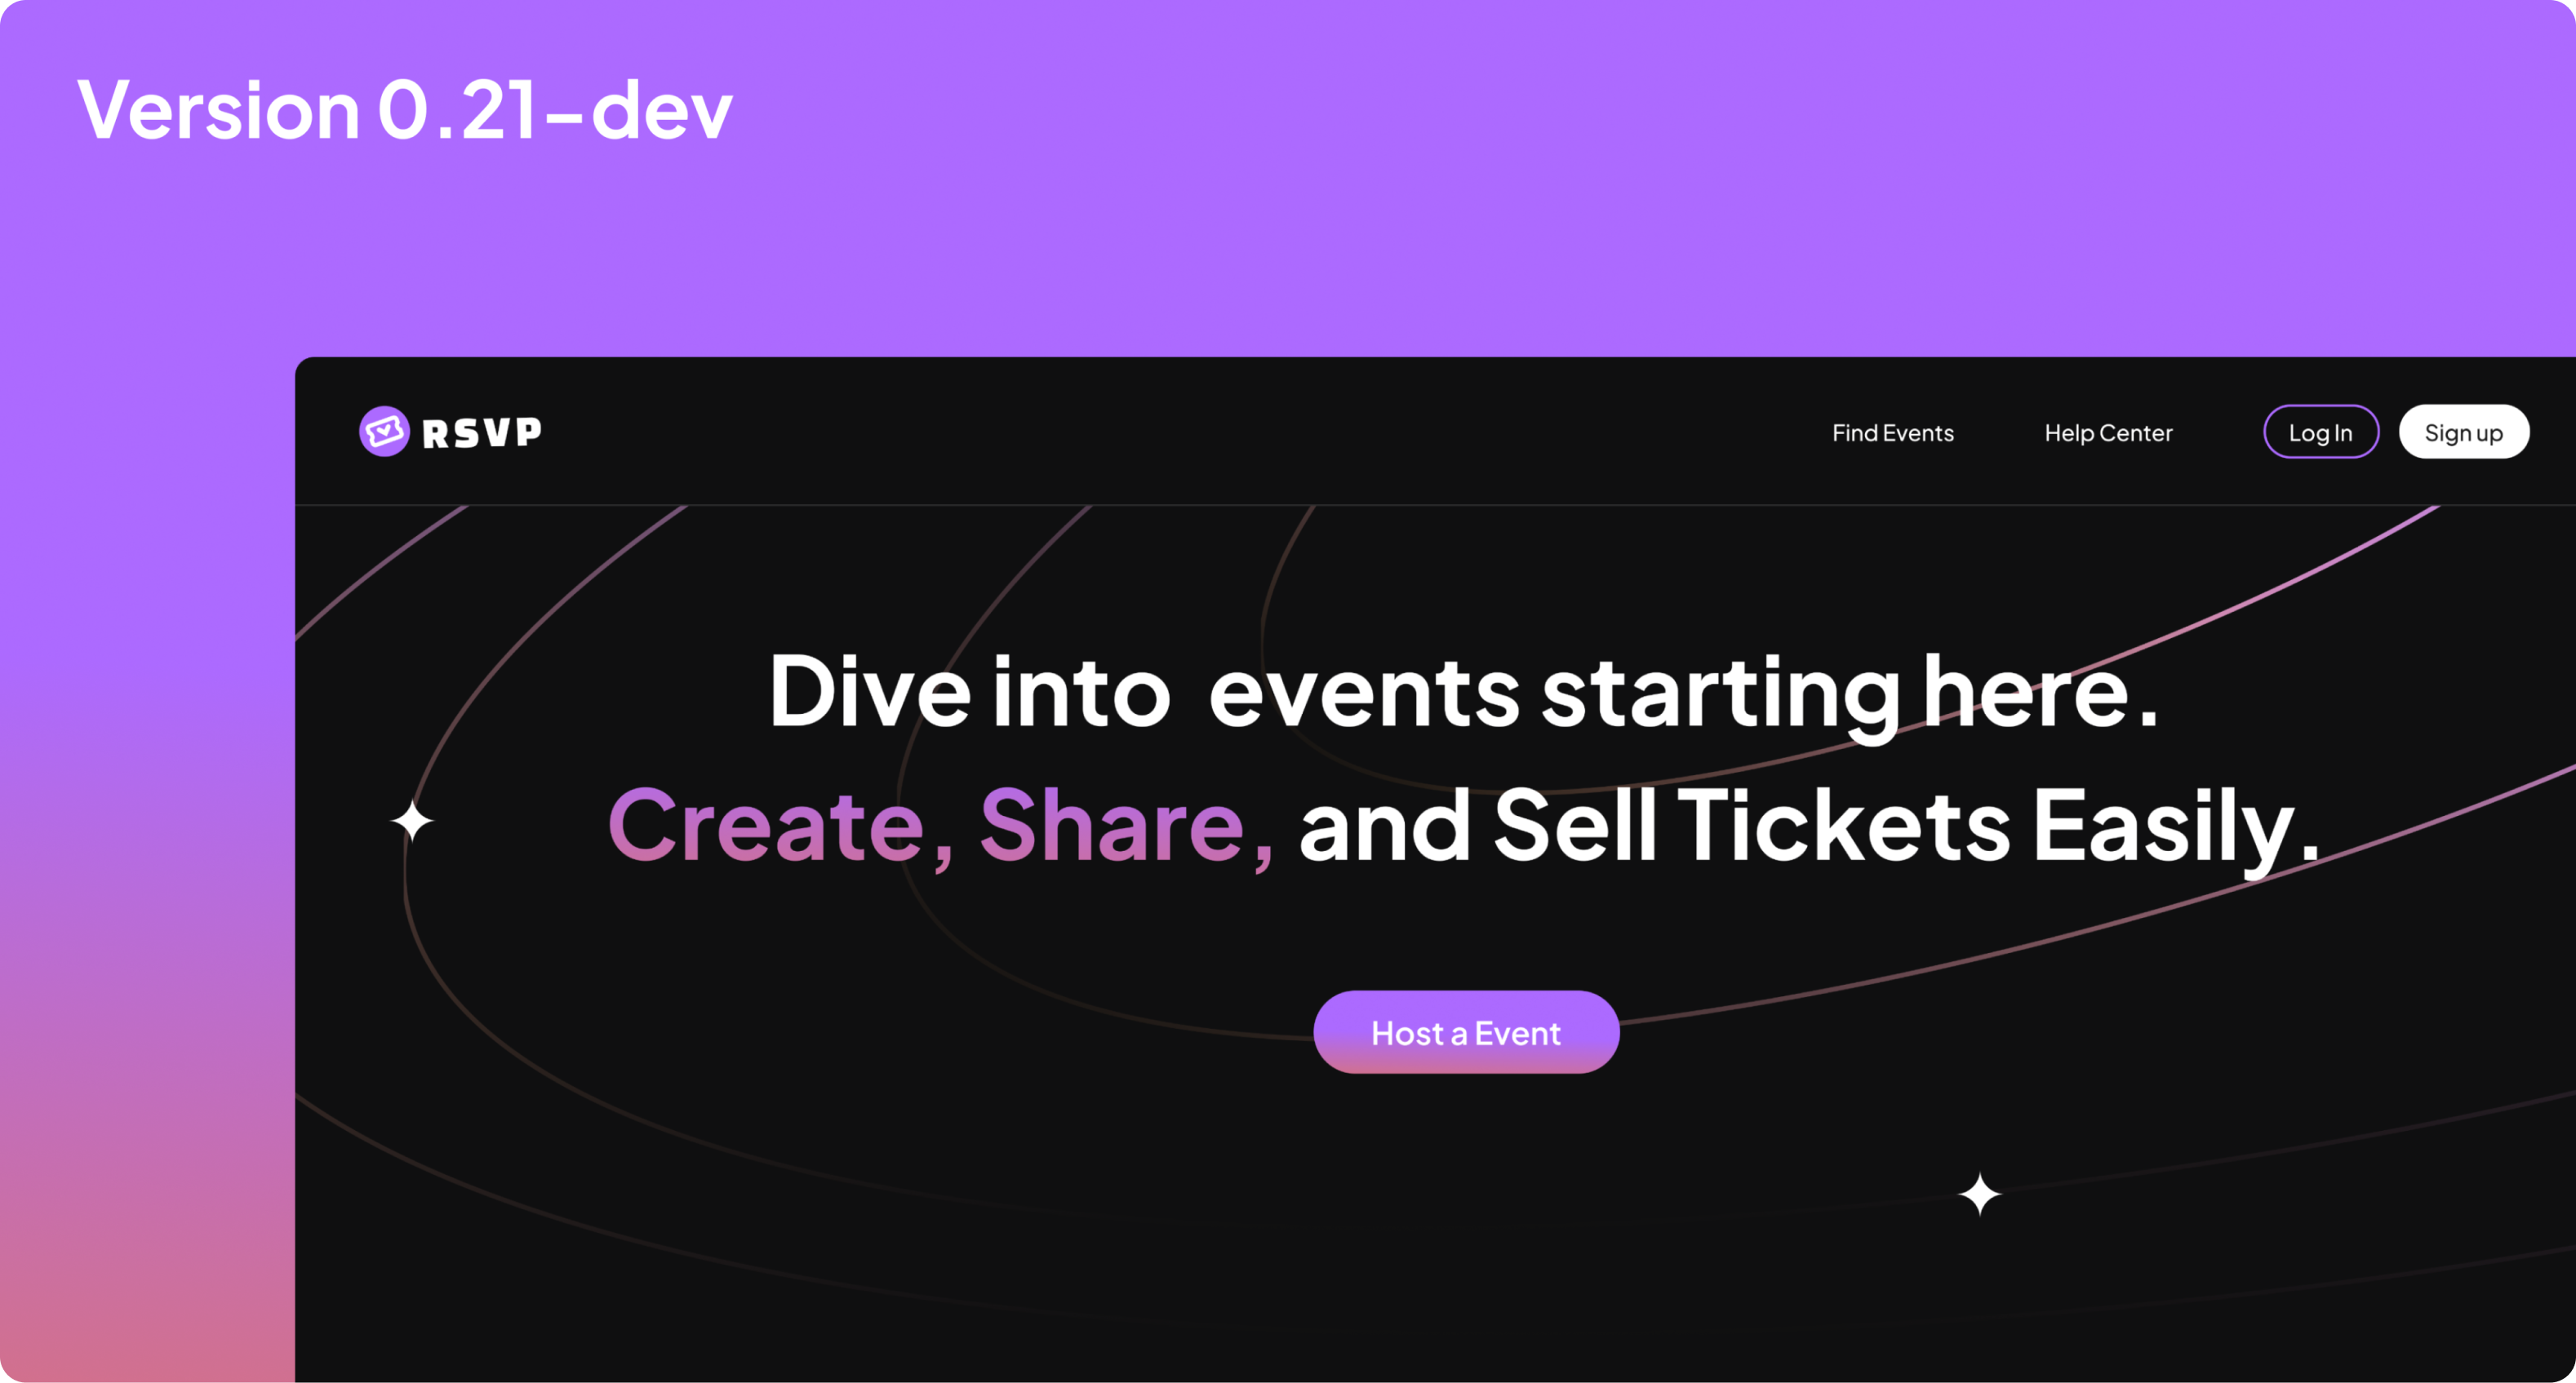 Version 0.21-dev
RSVP
Find Events
Help Center
Log In
Sign up
Dive into  events starting here.
Create, Share, and Sell Tickets Easily.
Host a Event